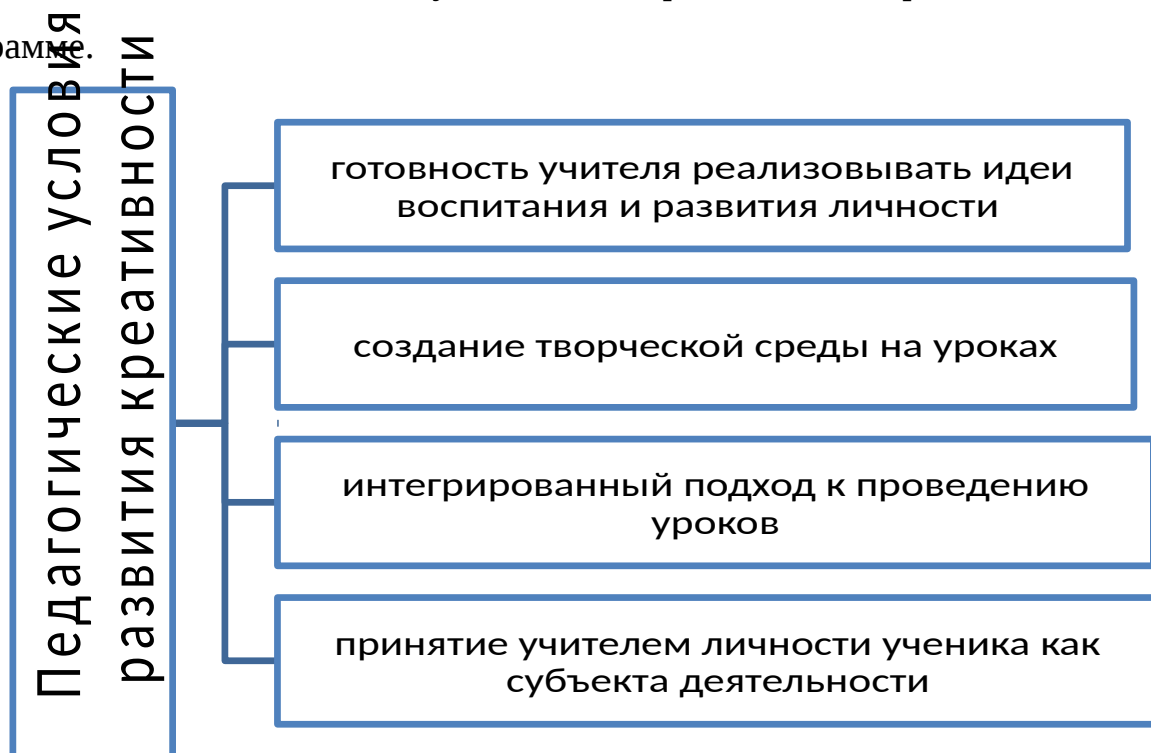 рамме.
Педагогические условия
развития креативности
готовность учителя реализовывать идеи
воспитания и развития личности
создание творческой среды на уроках
интегрированный подход к проведению
уроков
принятие учителем личности ученика как
субъекта деятельности